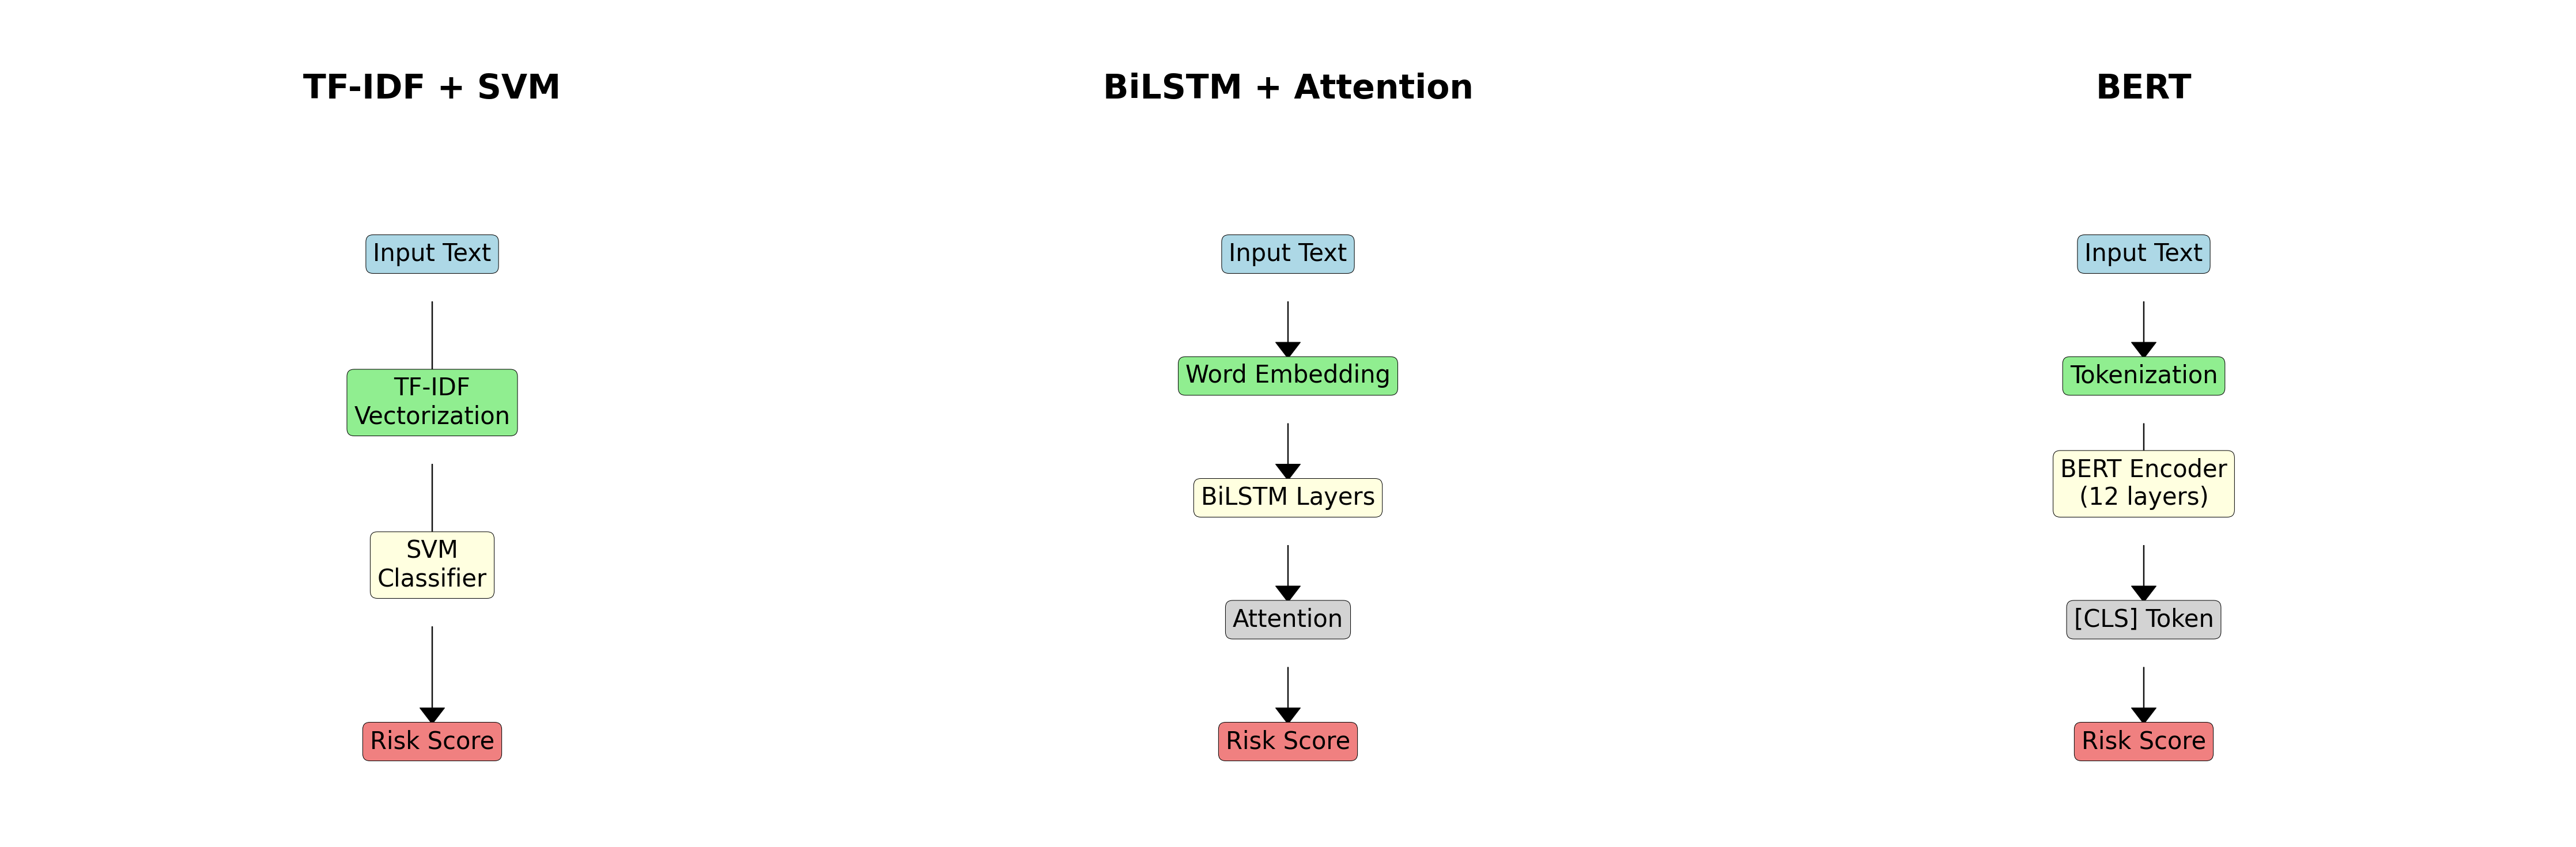 TF-IDF + SVM
Input Text
TF-IDF
Vectorization
SVM
Classifier
Risk Score
BiLSTM + Attention
Input Text
Word Embedding
BiLSTM Layers
Attention
Risk Score
BERT
Input Text
Tokenization
BERT Encoder
(12 layers)
[CLS] Token
Risk Score